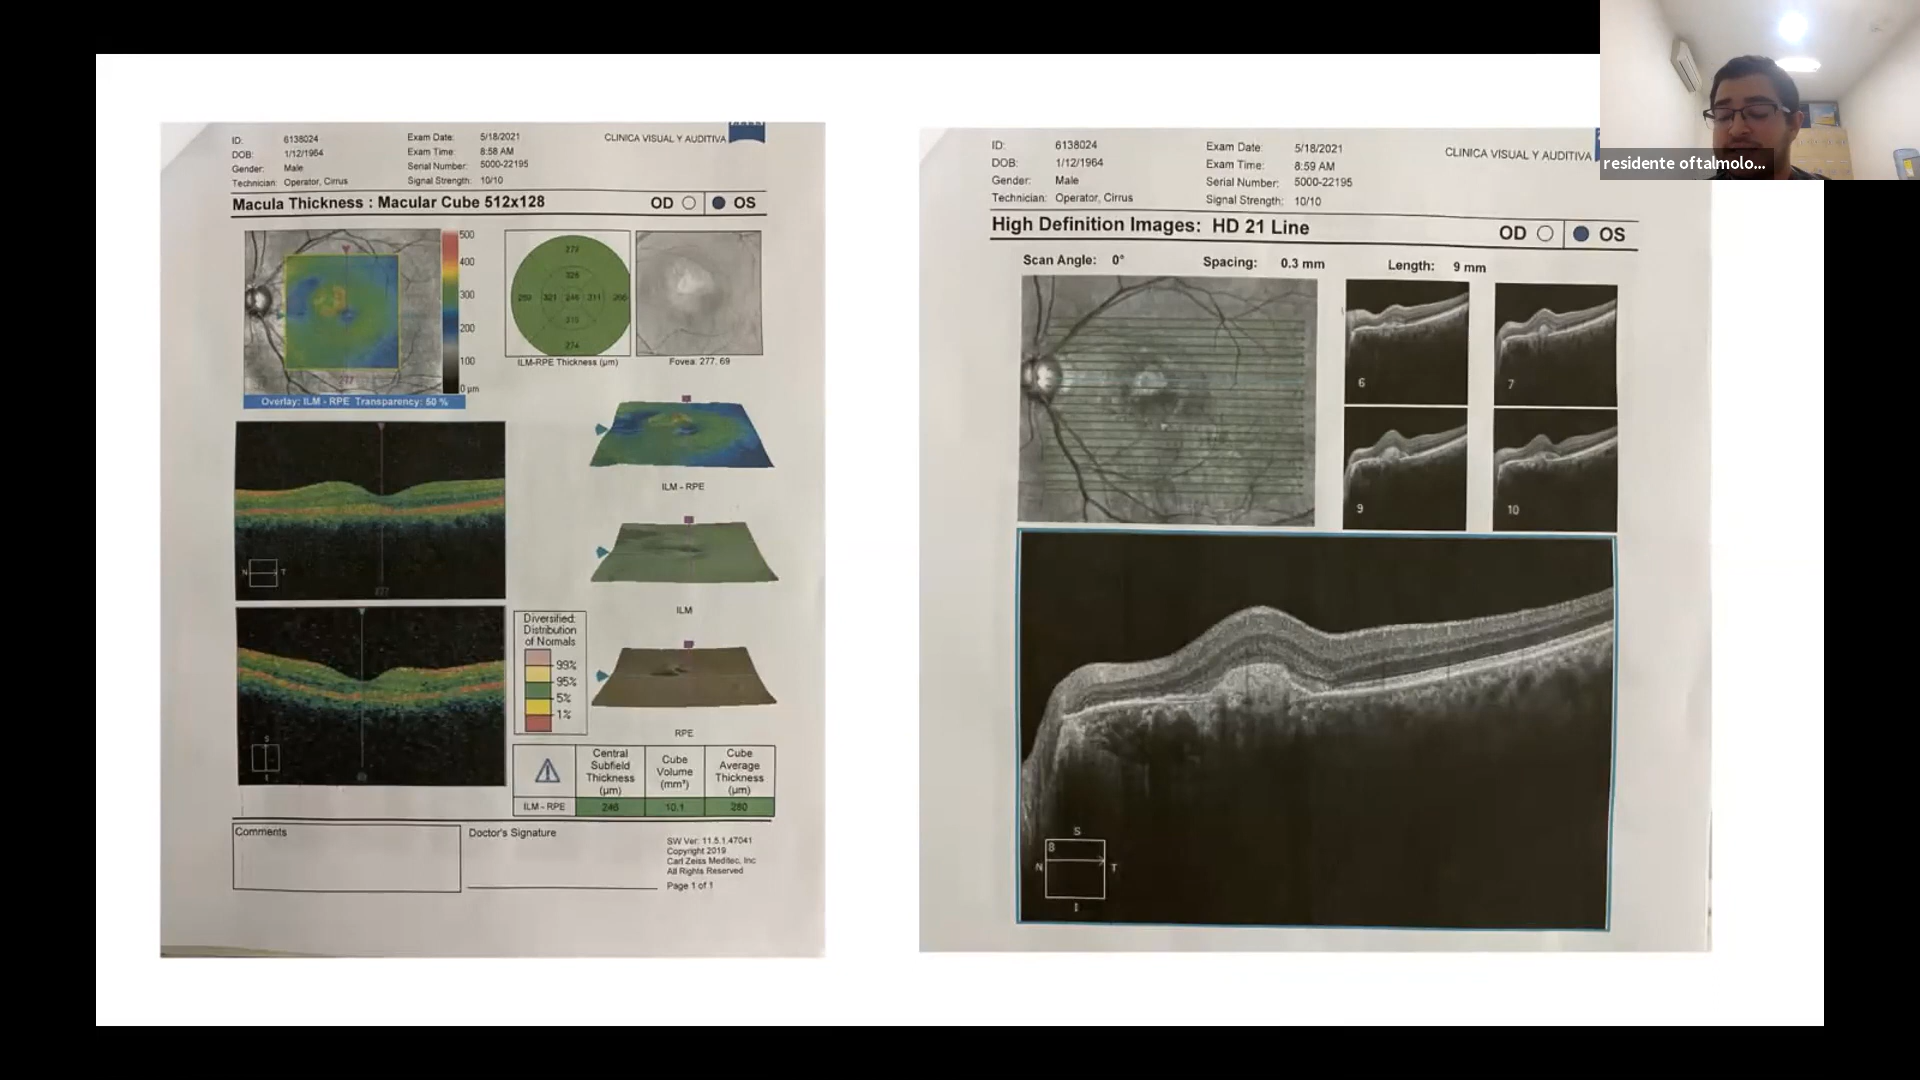 ID: 6138024
DOB: 1/12/1964
Gender: Male
Technician: Operator, Cirrus
Exam Date: 5/18/2021
Exam Time: 8:58 AM
Serial Number: 5000-22195
Signal Strength: 10/10
CLINICA VISUAL Y AUDITIVA
Macula Thickness : Macular Cube 512x128
OD OS
500
400
300
200
100
0 µm
Overlay: ILM - RPE Transparency: 50 %
277
326
321 246 311
274
ILM-RPE Thickness (µm)
Fovea: 277, 69
ILM - RPE
N T
ILM
Diversified:
Distribution
of Normals
99%
95%
5%
1%
S
I
RPE
Central Subfield Thickness (µm)
Cube Volume (mm³)
Cube Average Thickness (µm)
ILM - RPE 246 10.1 280
Comments
Doctor's Signature
SW Ver: 11.5.1.47041
Copyright 2019
Carl Zeiss Meditec, Inc
All Rights Reserved
Page 1 of 1
ID: 6138024
DOB: 1/12/1964
Gender: Male
Technician: Operator, Cirrus
Exam Date: 5/18/2021
Exam Time: 8:59 AM
Serial Number: 5000-22195
Signal Strength: 10/10
CLINICA VISUAL Y AUDITIVA
High Definition Images: HD 21 Line
OD OS
Scan Angle: 0° Spacing: 0.3 mm Length: 9 mm
6
7
9
10
S
8
N T
I
residente oftalmolo...